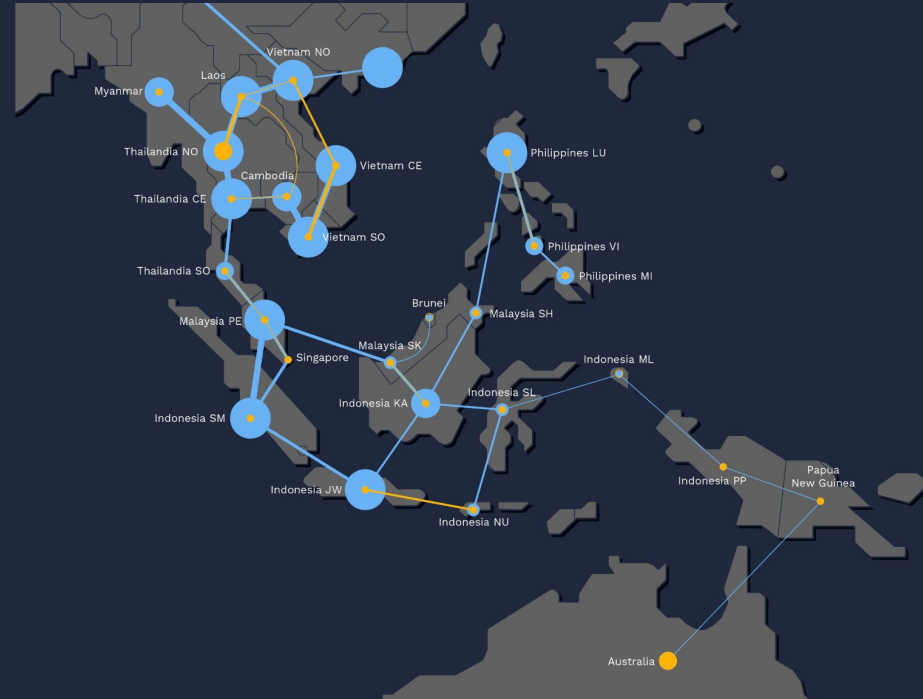 Vietnam NO
Laos
Myanmar
Thailandia NO
Philippines LU
Vietnam CE
Cambodia
Thailandia CE
Vietnam SO
Philippines VI
Thailandia SO
Philippines MI
Brunei
Malaysia SH
Malaysia PE
Malaysia SK
Singapore
Indonesia ML
Indonesia SL
Indonesia KA
Indonesia SM
Papua
New Guinea
Indonesia PP
Indonesia JW
Indonesia NU
Australia